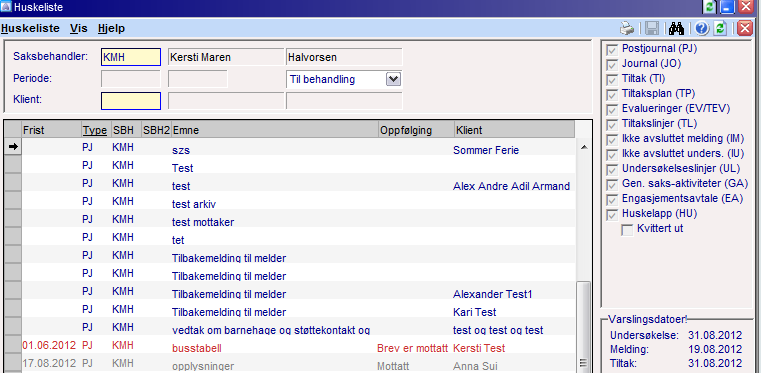 Huskeliste
Huskeliste Vis Hjelp
Saksbehandler: KMH Kersti Maren Halvorsen
Periode: Til behandling
Klient:
Frist Type SBH SBH2 Emne Oppfølging Klient
PJ KMH szs Sommer Ferie
PJ KMH Test
PJ KMH test Alex Andre Adil Armand
PJ KMH test arkiv
PJ KMH test mottaker
PJ KMH tet
PJ KMH Tilbakemelding til melder
PJ KMH Tilbakemelding til melder
PJ KMH Tilbakemelding til melder Alexander Test1
PJ KMH Tilbakemelding til melder Kari Test
PJ KMH vedtak om barnehage og støttekontakt og test og test og test
01.06.2012 PJ KMH busstabell Brev er mottatt Kersti Test
17.08.2012 PJ KMH opplysninger Mottatt Anna Sui
Postjournal (PJ)
Journal (JO)
Tiltak (TI)
Tiltaksplan (TP)
Evalueringer (EV/TEV)
Tiltakslinjer (TL)
Ikke avsluttet melding (IM)
Ikke avsluttet unders. (IU)
Undersøkelseslinjer (UL)
Gen. saks-aktiviteter (GA)
Engasjementsavtale (EA)
Huskelapp (HU)
Kvittert ut
Varslingsdatoer!
Undersøkelse: 31.08.2012
Melding: 19.08.2012
Tiltak: 31.08.2012